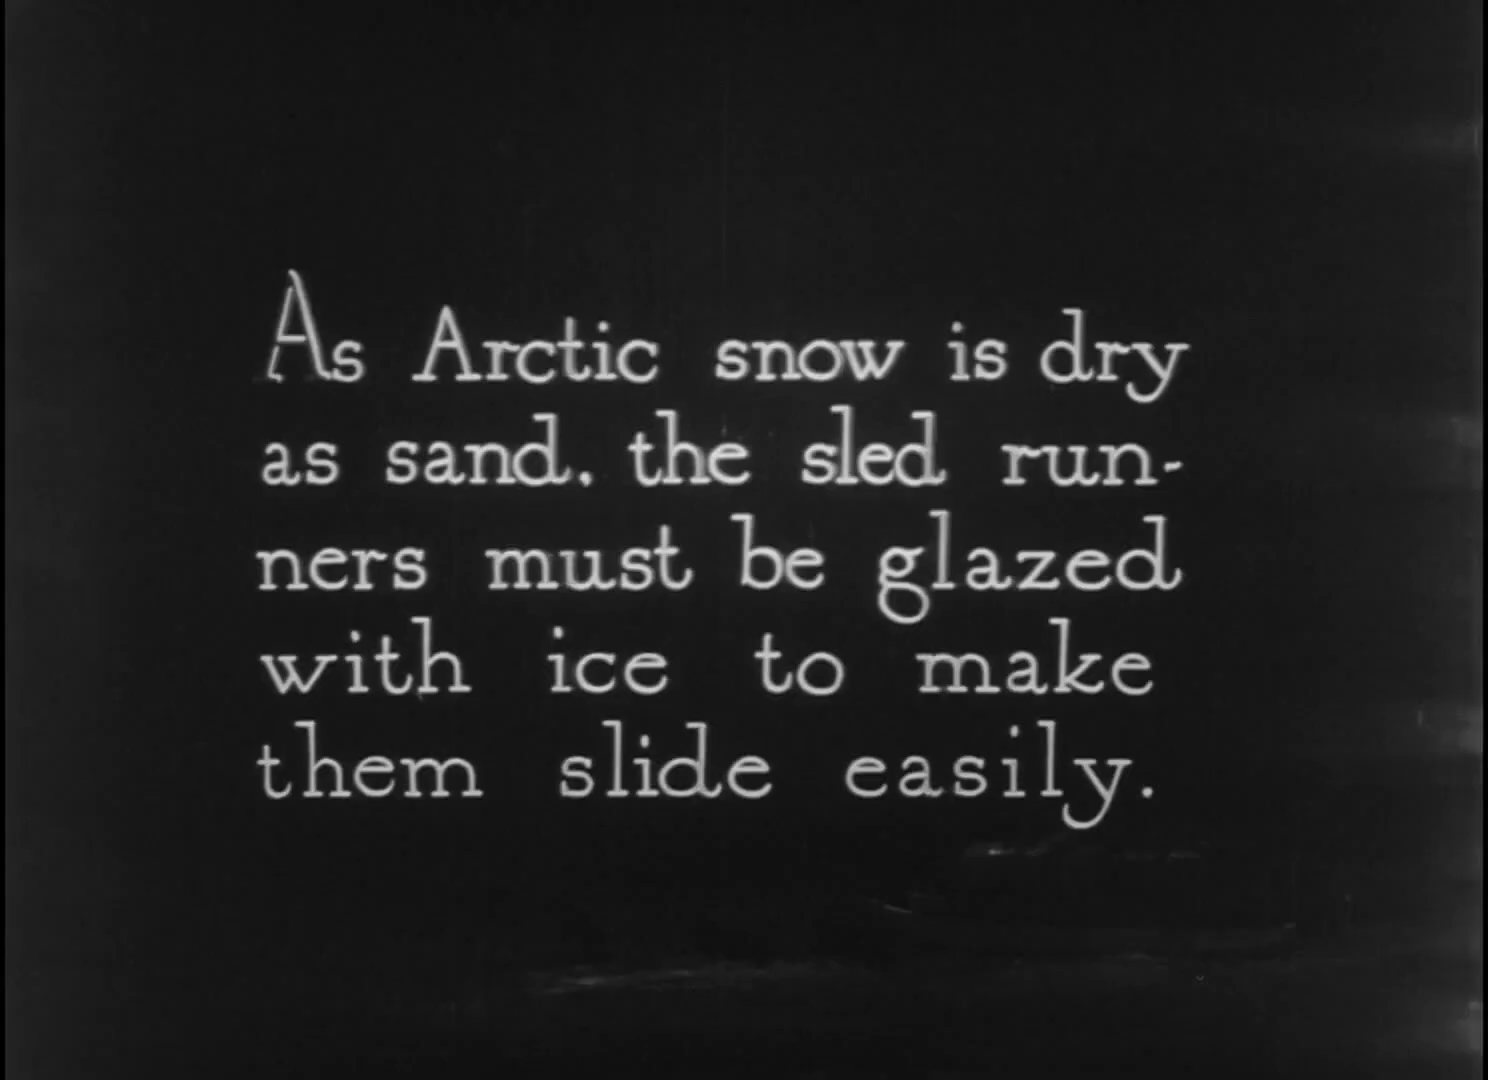 As Arctic snow is dry
as sand, the sled run-
ners must be glazed
with ice to make
them slide easily.